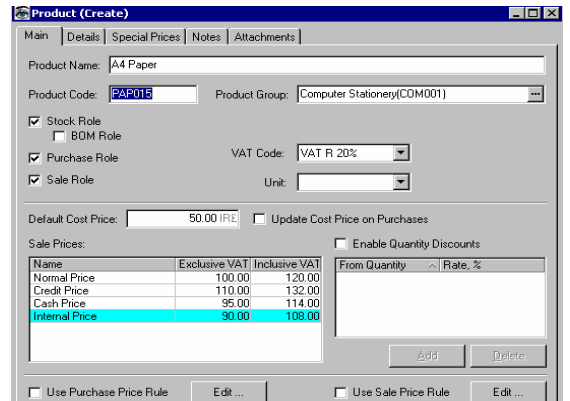 Product (Create)
Main Details Special Prices Notes Attachments
Product Name: A4 Paper
Product Code: PAP015 Product Group: Computer Stationery(COM001) ...
Stock Role
BOM Role
Purchase Role VAT Code: VAT R 20%
Sale Role Unit:
Default Cost Price: 50.00 IR£ Update Cost Price on Purchases
Sale Prices: Enable Quantity Discounts
Name Exclusive VAT Inclusive VAT From Quantity Rate, %
Normal Price 100.00 120.00
Credit Price 110.00 132.00
Cash Price 95.00 114.00
Internal Price 90.00 108.00
Add Delete
Use Purchase Price Rule Edit ... Use Sale Price Rule Edit ...